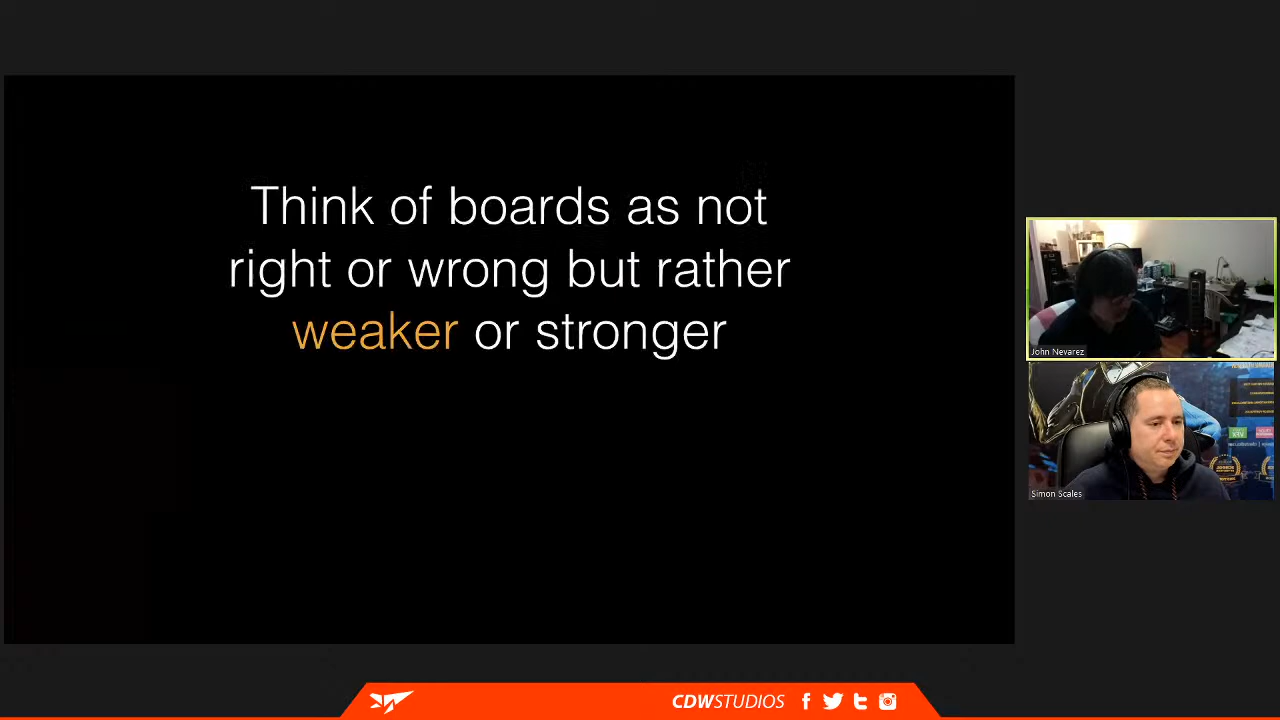 Think of boards as not
right or wrong but rather
weaker or stronger
John Nevarez
Simon Scales
CDWSTUDIOS